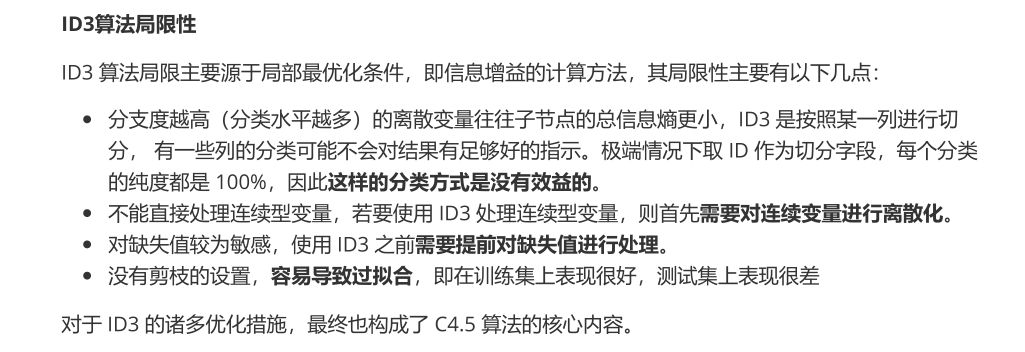 ID3算法局限性
ID3 算法局限主要源于局部最优化条件，即信息增益的计算方法，其局限性主要有以下几点：
• 分支度越高（分类水平越多）的离散变量往往子节点的总信息熵更小，ID3 是按照某一列进行切
分， 有一些列的分类可能不会对结果有足够好的指示。极端情况下取 ID 作为切分字段，每个分类
的纯度都是 100%，因此这样的分类方式是没有效益的。
• 不能直接处理连续型变量，若要使用 ID3 处理连续型变量，则首先需要对连续变量进行离散化。
• 对缺失值较为敏感，使用 ID3 之前需要提前对缺失值进行处理。
• 没有剪枝的设置，容易导致过拟合，即在训练集上表现很好，测试集上表现很差
对于 ID3 的诸多优化措施，最终也构成了 C4.5 算法的核心内容。